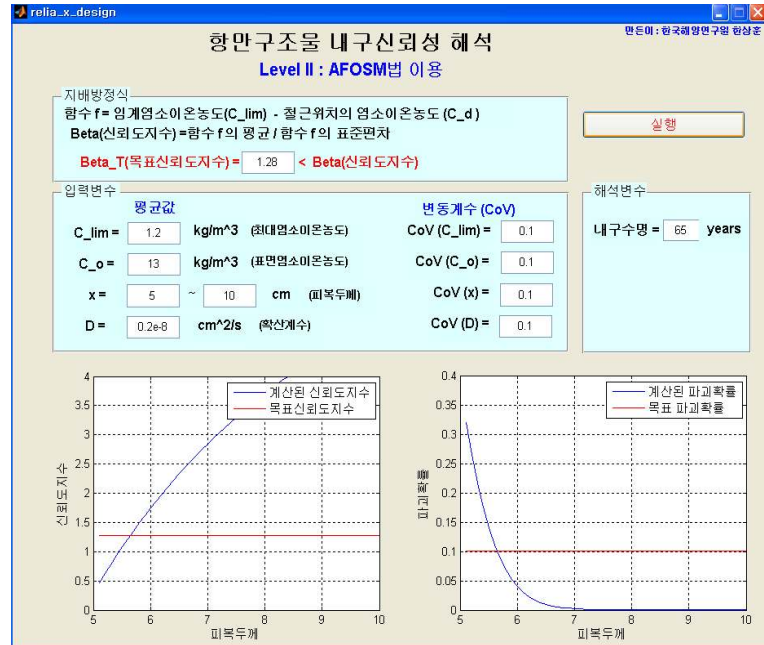 relia_x_design
항만구조물 내구신뢰성 해석
만든이 : 한국해양연구원 한상훈
Level II : AFOSM법 이용
지배방정식
함수 f = 임계염소이온농도(C_lim) - 철근위치의 염소이온농도 (C_d )
Beta(신뢰도지수) =함수 f 의 평균 / 함수 f 의 표준편차
Beta_T(목표신뢰도지수) = 1.28 < Beta(신뢰도지수)
실행
입력변수
평균값
변동계수 (CoV)
C_lim = 1.2 kg/m^3 (최대염소이온농도) CoV (C_lim) = 0.1
C_o = 13 kg/m^3 (표면염소이온농도) CoV (C_o) = 0.1
x = 5 ~ 10 cm (피복두께) CoV (x) = 0.1
D = 0.2e-8 cm^2/s (확산계수) CoV (D) = 0.1
해석변수
내구수명 = 65 years
계산된 신뢰도지수
목표신뢰도지수
신뢰도지수
4
3.5
3
2.5
2
1.5
1
0.5
0
5 6 7 8 9 10
피복두께
계산된 파괴확률
목표 파괴확률
파괴확률
0.4
0.35
0.3
0.25
0.2
0.15
0.1
0.05
0
5 6 7 8 9 10
피복두께